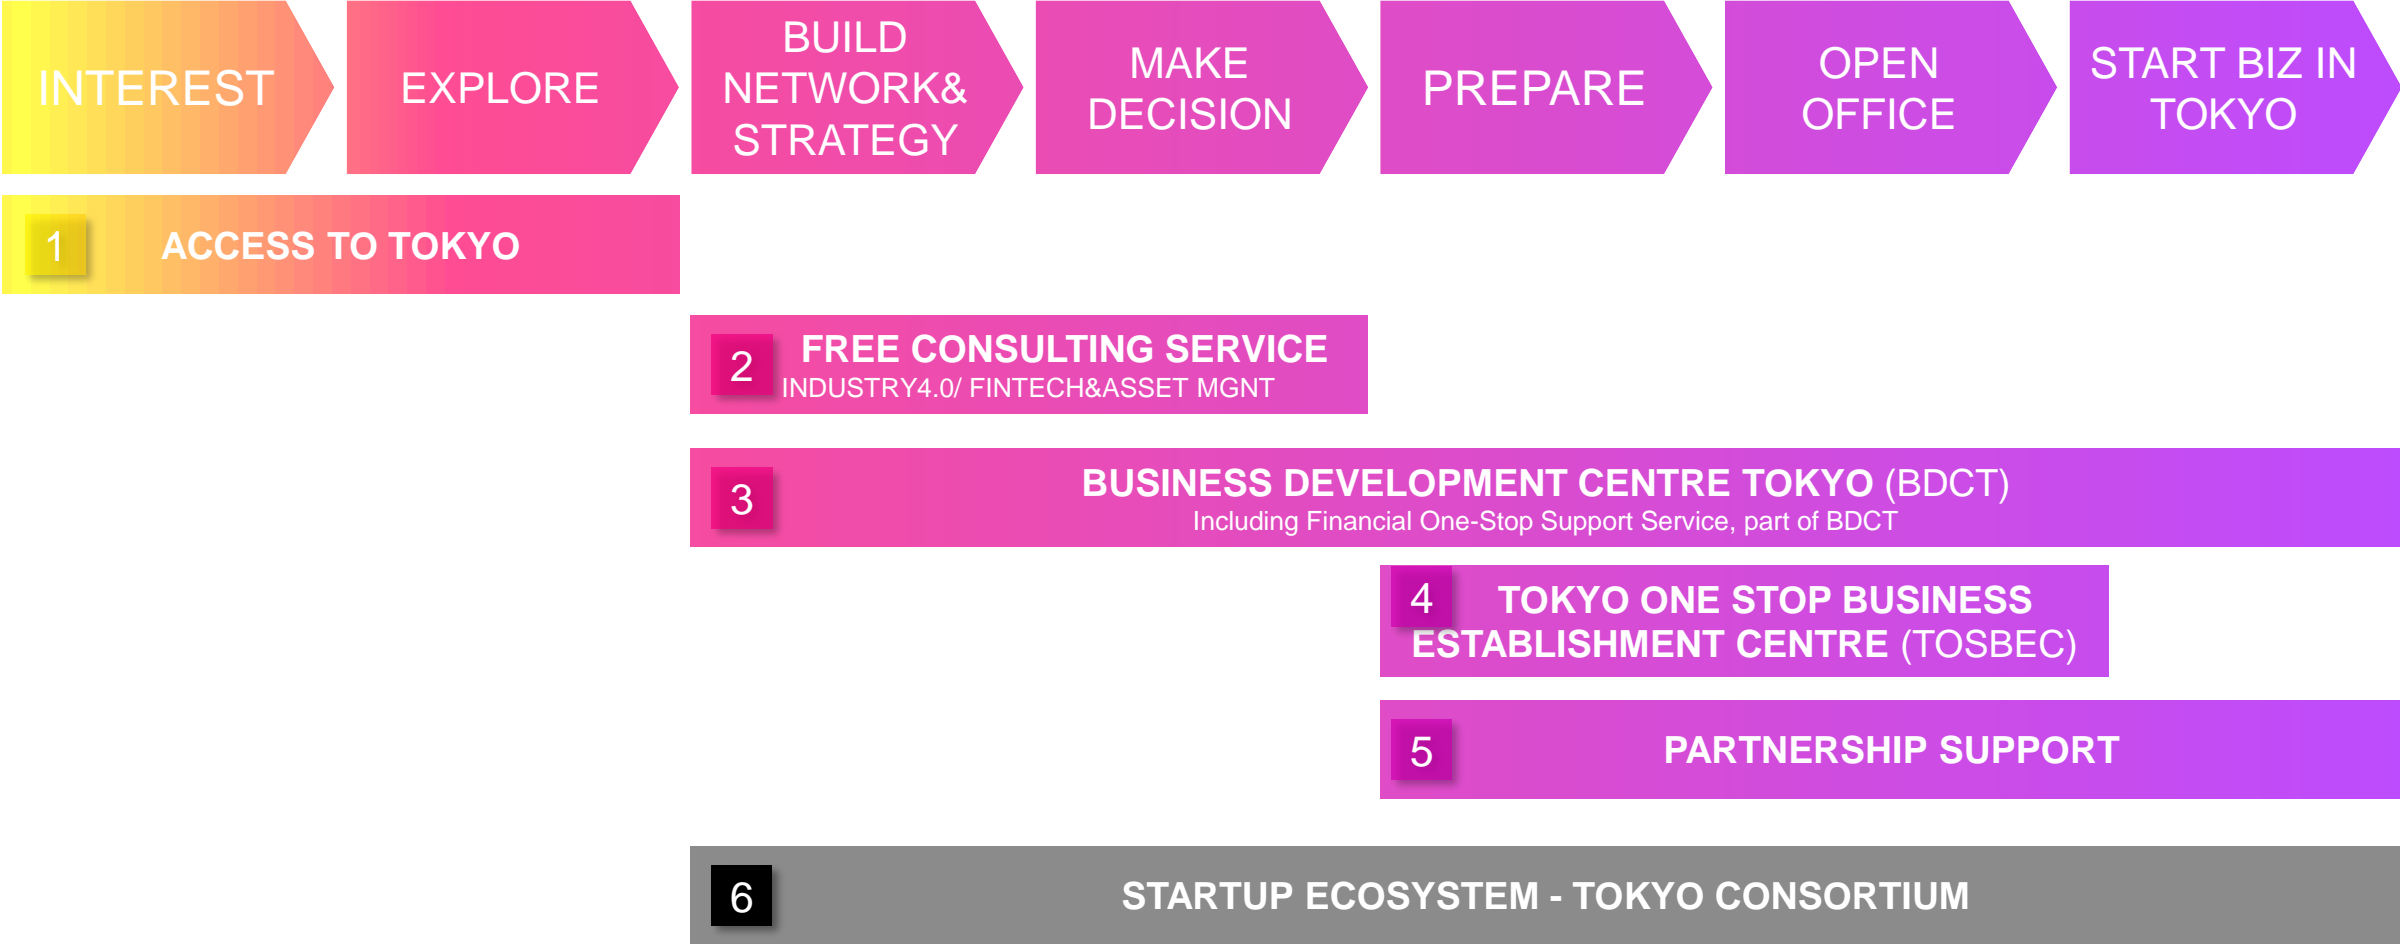 INTEREST
EXPLORE
BUILD
NETWORK&
STRATEGY
MAKE
DECISION
PREPARE
OPEN
OFFICE
START BIZ IN
TOKYO
1
ACCESS TO TOKYO
2
FREE CONSULTING SERVICE
INDUSTRY4.0/ FINTECH&ASSET MGNT
3
BUSINESS DEVELOPMENT CENTRE TOKYO (BDCT)
Including Financial One-Stop Support Service, part of BDCT
4
TOKYO ONE STOP BUSINESS
ESTABLISHMENT CENTRE (TOSBEC)
5
PARTNERSHIP SUPPORT
6
STARTUP ECOSYSTEM - TOKYO CONSORTIUM